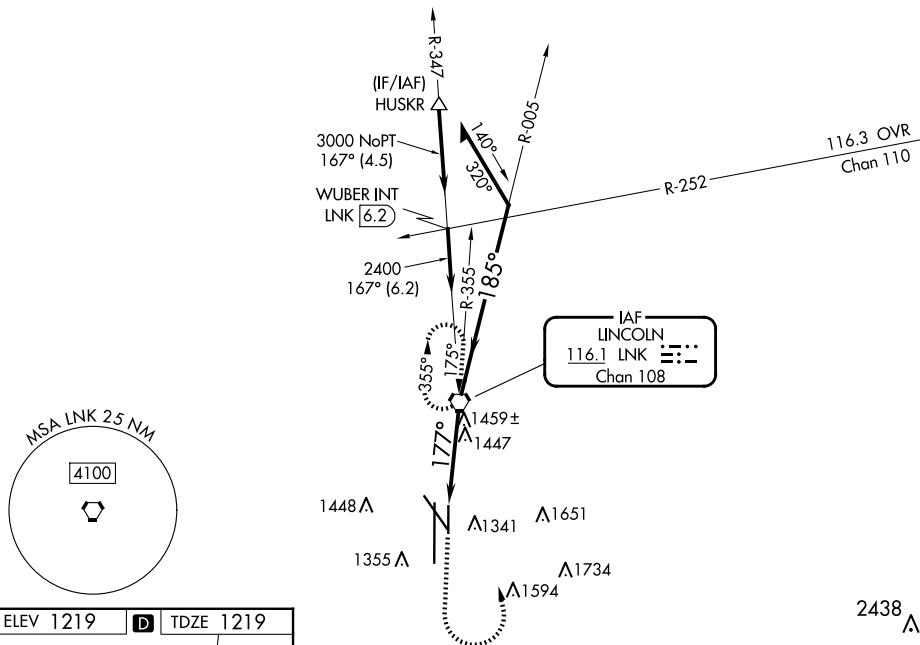 R-347
(IF/IAF)
HUSKR
R-005
3000 NoPT
167° (4.5)
140°
320°
116.3 OVR
Chan 110
R-252
WUBER INT
LNK 6.2
2400
167° (6.2)
R-355
185°
IAF
LINCOLN
116.1 LNK
Chan 108
355°
175°
1459±
1447
177°
MSA LNK 25 NM
4100
1448
1341
1651
1355
1734
1594
2438
ELEV 1219 D TDZE 1219